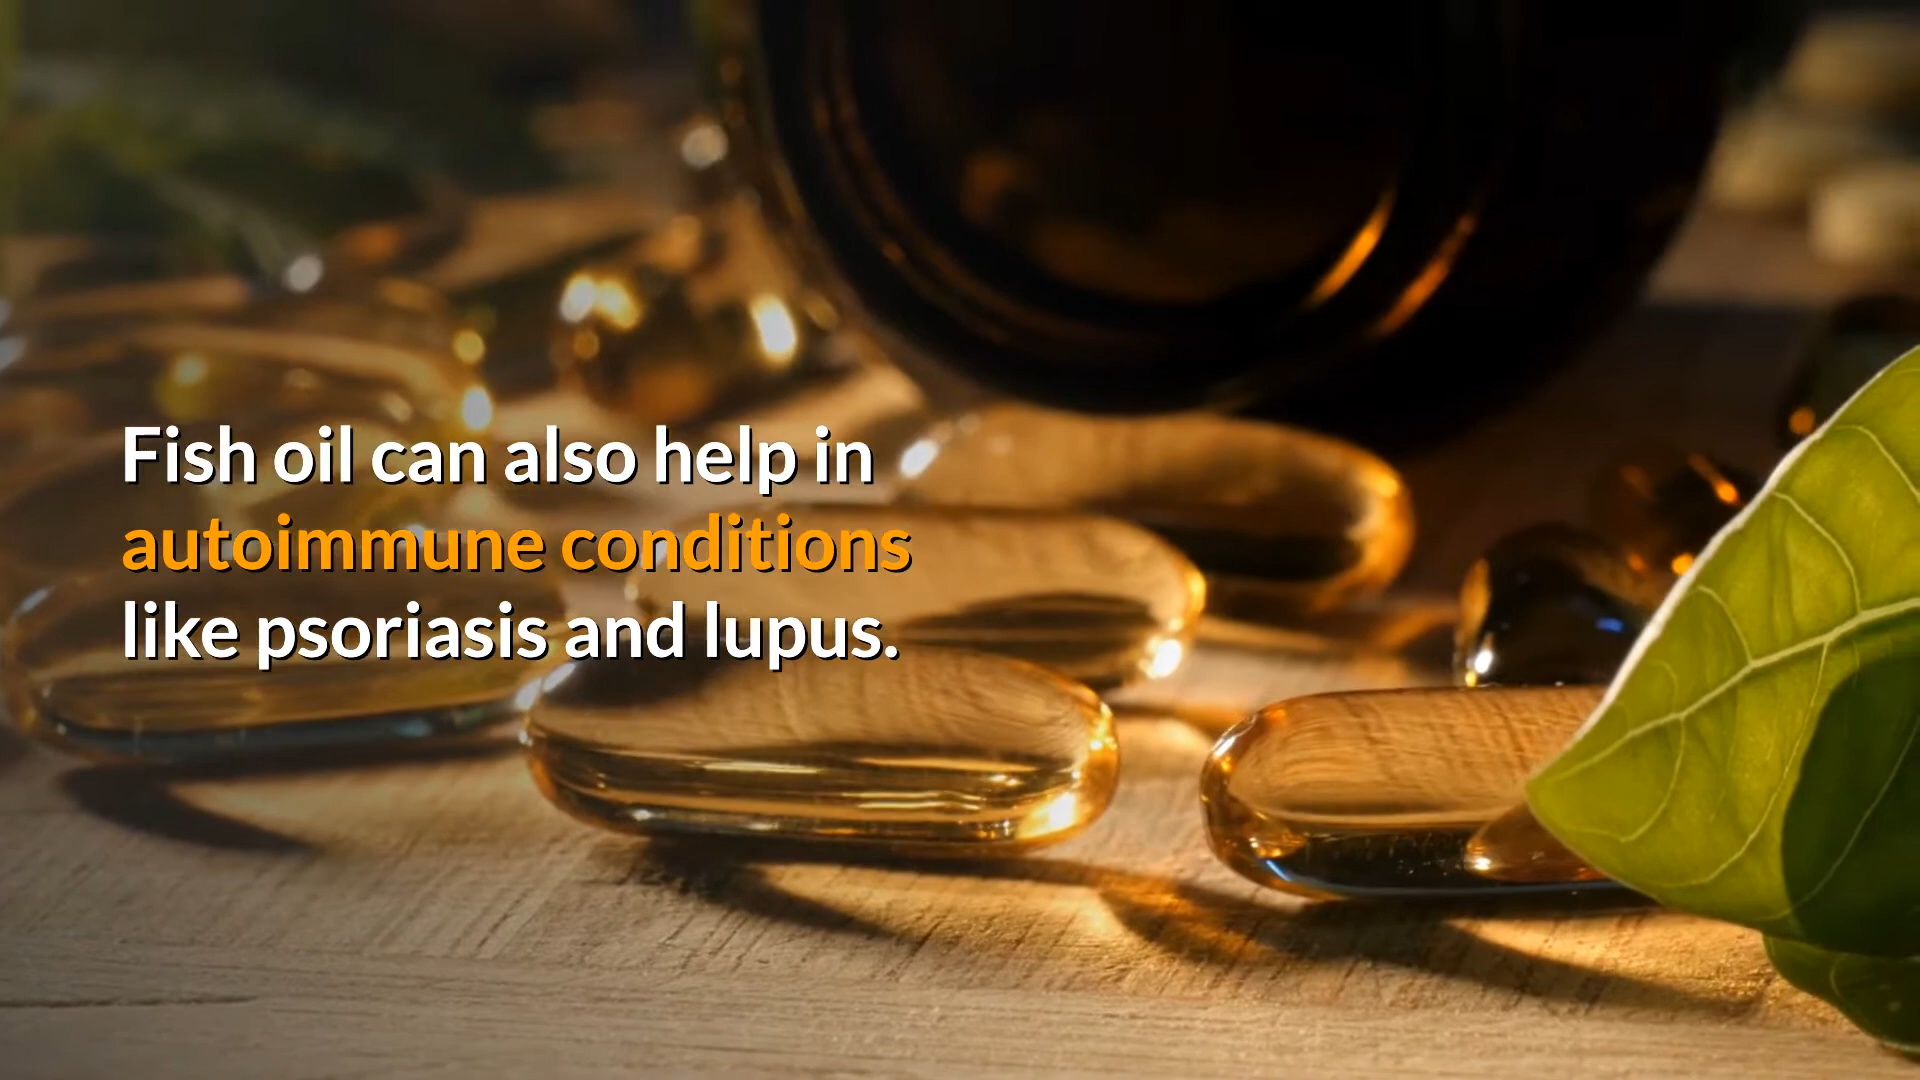 Fish oil can also help in
autoimmune conditions
like psoriasis and lupus.